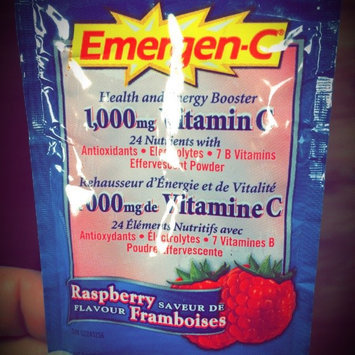 Emergen-C®
Health and Energy Booster
1,000mg Vitamin C
24 Nutrients with
Antioxidants • Electrolytes • 7 B Vitamins
Effervescent Powder
Rehausseur d'Énergie et de Vitalité
1,000mg de Vitamine C
24 Éléments Nutritifs avec
Antioxydants • Électrolytes • 7 Vitamines B
Poudre Effervescente
Raspberry SAVEUR DE
FLAVOUR Framboises